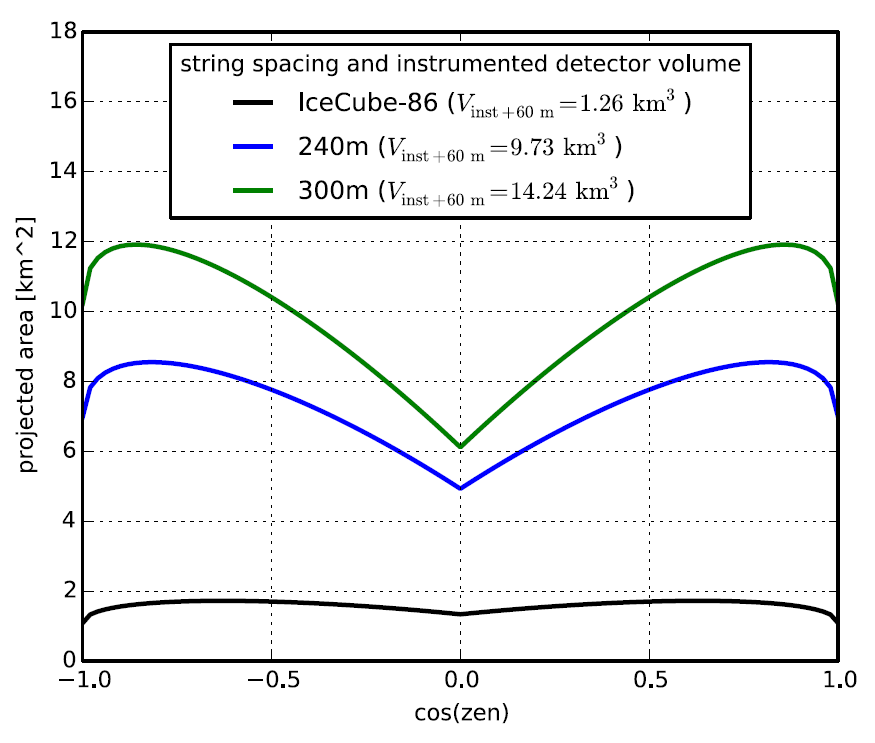 string spacing and instrumented detector volume
IceCube-86 (V_inst+60 m=1.26 km^3 )
240m (V_inst+60 m=9.73 km^3 )
300m (V_inst+60 m=14.24 km^3 )
18
16
14
12
10
8
6
4
2
0
projected area [km^2]
−1.0 −0.5 0.0 0.5 1.0
cos(zen)